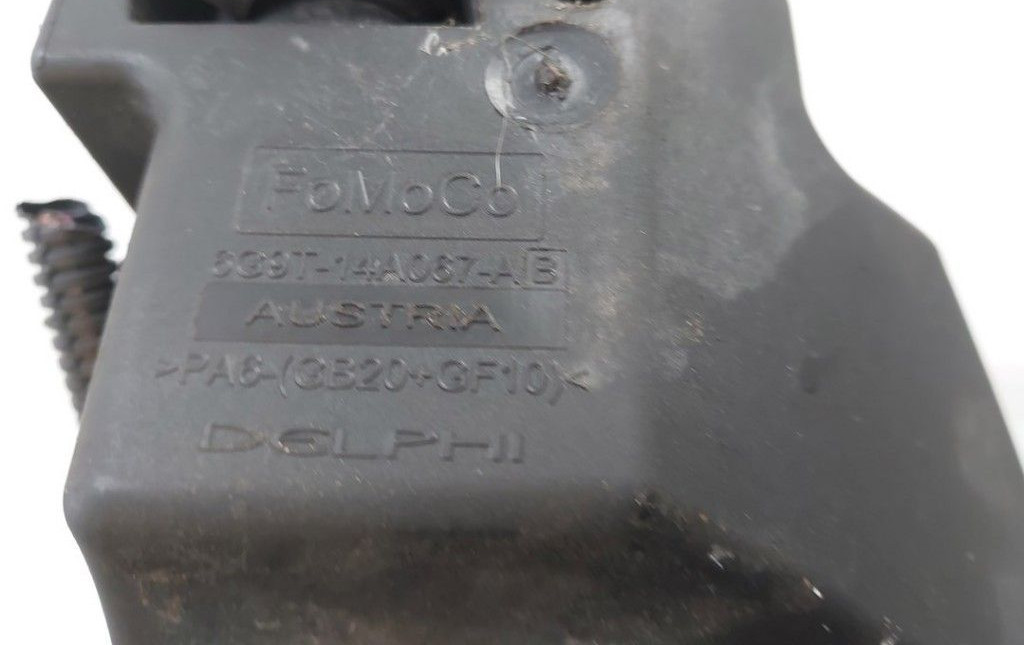 FoMoCo
6G9T-14A067-AB
AUSTRIA
>PA6-(GB20+GF10)<
DELPHI